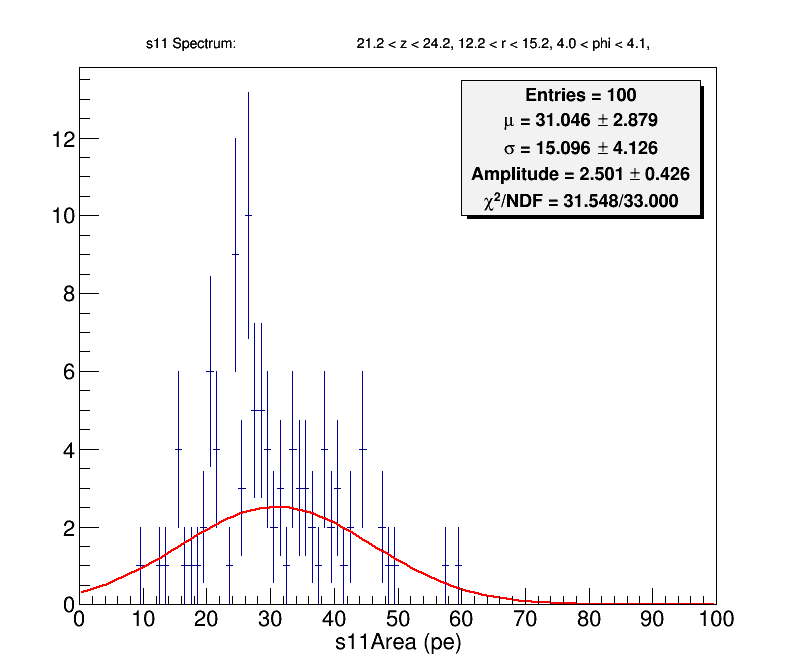 s11 Spectrum: 21.2 < z < 24.2, 12.2 < r < 15.2, 4.0 < phi < 4.1,
Entries = 100
μ = 31.046 ± 2.879
σ = 15.096 ± 4.126
Amplitude = 2.501 ± 0.426
χ²/NDF = 31.548/33.000
12
10
8
6
4
2
0
0 10 20 30 40 50 60 70 80 90 100
s11Area (pe)